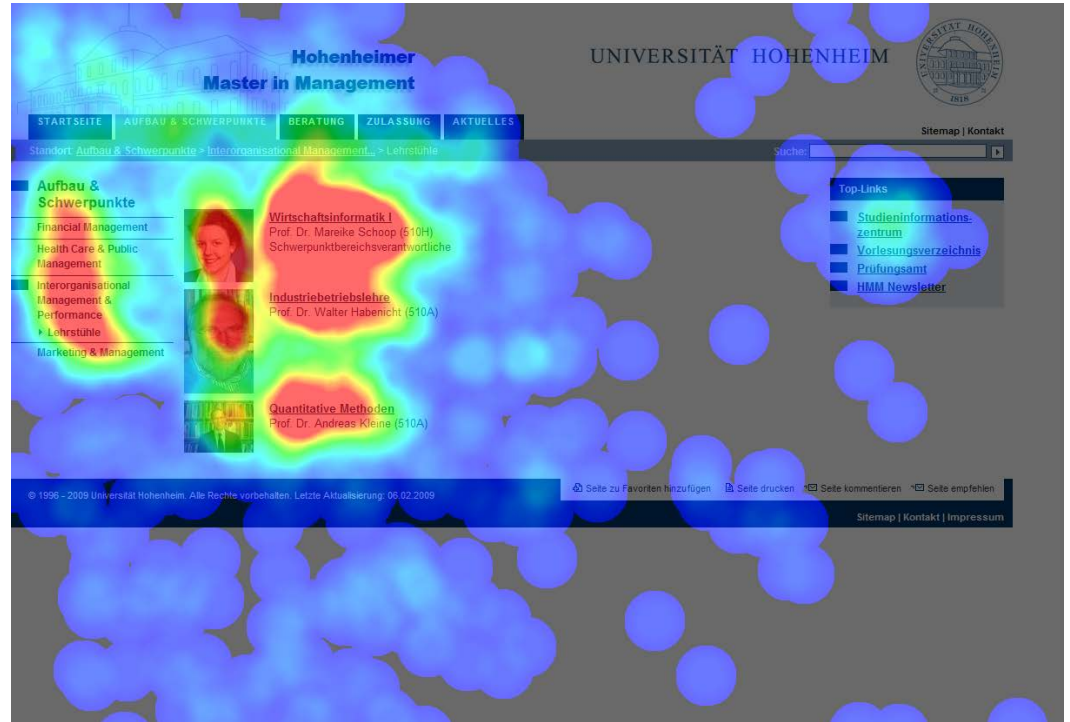 Hohenheimer
Master in Management
UNIVERSITÄT HOHENHEIM
UNIVERSITÄT HOHENHEIM
1818
STARTSEITE AUFBAU & SCHWERPUNKTE BERATUNG ZULASSUNG AKTUELLES
Sitemap | Kontakt
Standort: Aufbau & Schwerpunkte > Interorganisational Management... > Lehrstühle
Suche:
Aufbau &
Schwerpunkte
Financial Management
Health Care & Public
Management
Interorganisational
Management &
Performance
Lehrstühle
Marketing & Management
Wirtschaftsinformatik I
Prof. Dr. Mareike Schoop (510H)
Schwerpunktbereichsverantwortliche
Industriebetriebslehre
Prof. Dr. Walter Habenicht (510A)
Quantitative Methoden
Prof. Dr. Andreas Kleine (510A)
Top-Links
Studieninformations-
zentrum
Vorlesungsverzeichnis
Prüfungsamt
HMM Newsletter
© 1996 - 2009 Universität Hohenheim. Alle Rechte vorbehalten. Letzte Aktualisierung: 06.02.2009
Seite zu Favoriten hinzufügen Seite drucken Seite kommentieren Seite empfehlen
Sitemap | Kontakt | Impressum